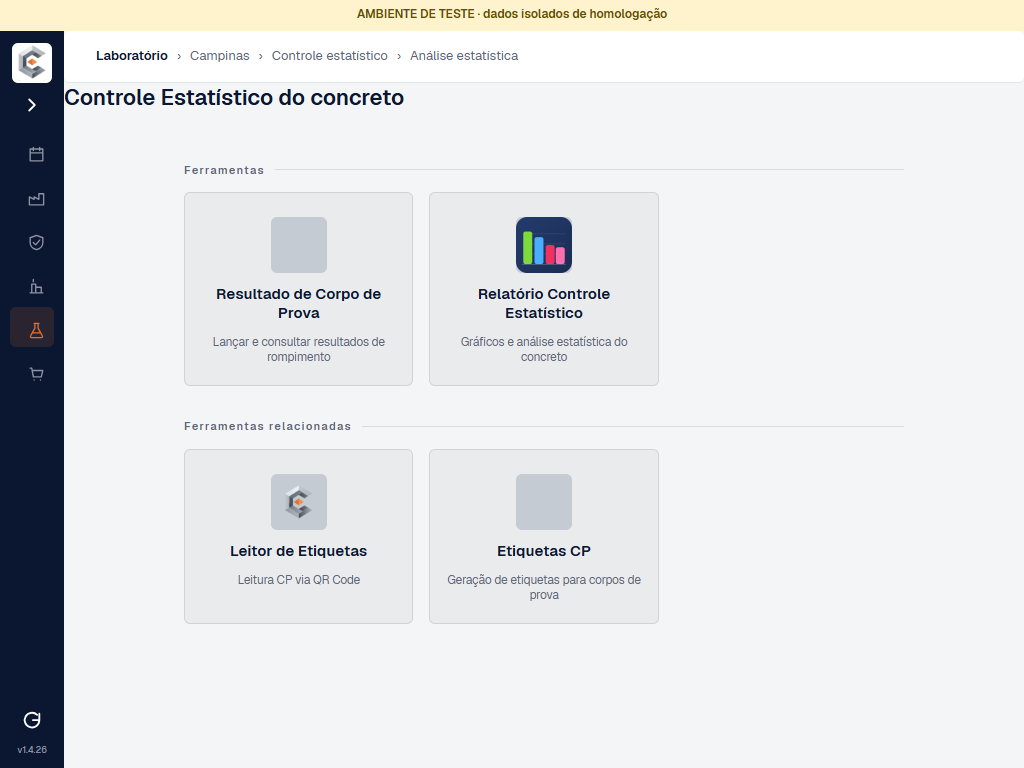 AMBIENTE DE TESTE · dados isolados de homologação
Laboratório › Campinas › Controle estatístico › Análise estatística
Controle Estatístico do concreto
Ferramentas
Resultado de Corpo de
Prova
Lançar e consultar resultados de
rompimento
Relatório Controle
Estatístico
Gráficos e análise estatística do
concreto
Ferramentas relacionadas
Leitor de Etiquetas
Leitura CP via QR Code
Etiquetas CP
Geração de etiquetas para corpos de
prova
v1.4.26